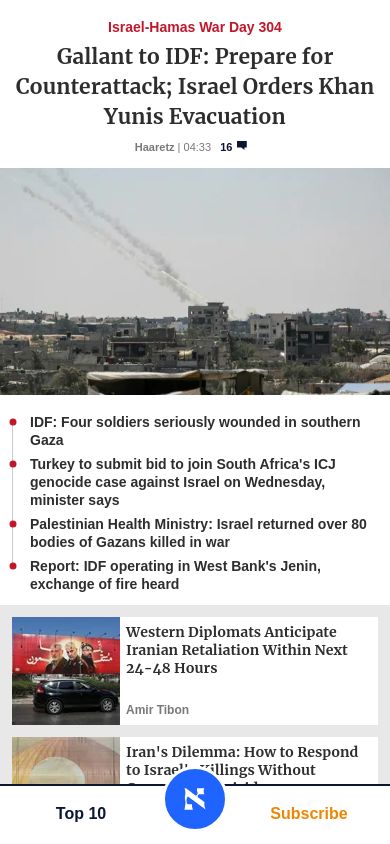 Israel-Hamas War Day 304
Gallant to IDF: Prepare for
Counterattack; Israel Orders Khan
Yunis Evacuation
Haaretz | 04:33 16
IDF: Four soldiers seriously wounded in southern
Gaza
Turkey to submit bid to join South Africa's ICJ
genocide case against Israel on Wednesday,
minister says
Palestinian Health Ministry: Israel returned over 80
bodies of Gazans killed in war
Report: IDF operating in West Bank's Jenin,
exchange of fire heard
Western Diplomats Anticipate
Iranian Retaliation Within Next
24-48 Hours
Amir Tibon
Iran's Dilemma: How to Respond
to Israel's Killings Without
Top 10
Subscribe